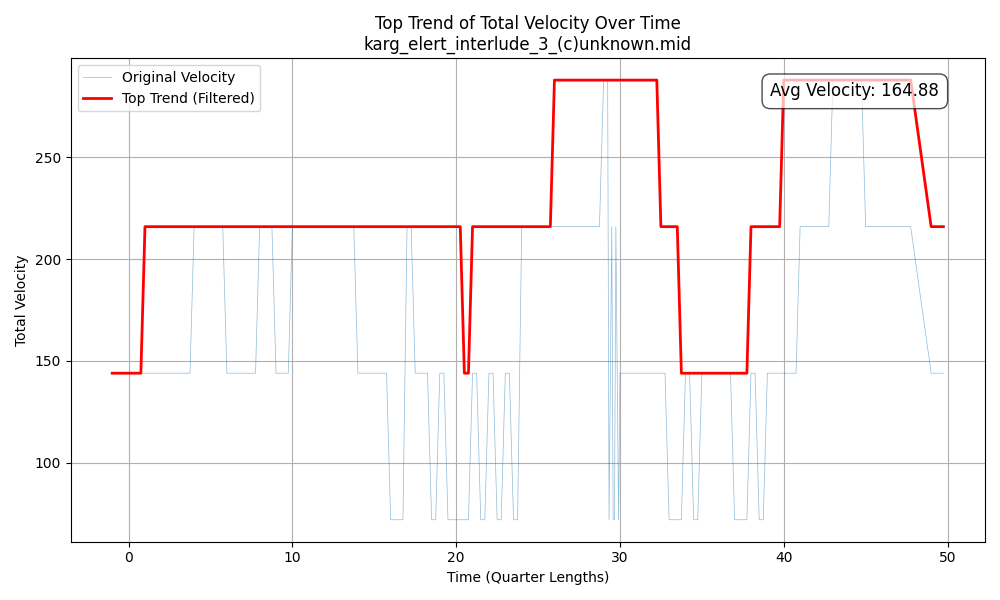 Top Trend of Total Velocity Over Time
karg_elert_interlude_3_(c)unknown.mid
Original Velocity
Top Trend (Filtered)
Avg Velocity: 164.88
Total Velocity
250
200
150
100
0
10
20
30
40
50
Time (Quarter Lengths)